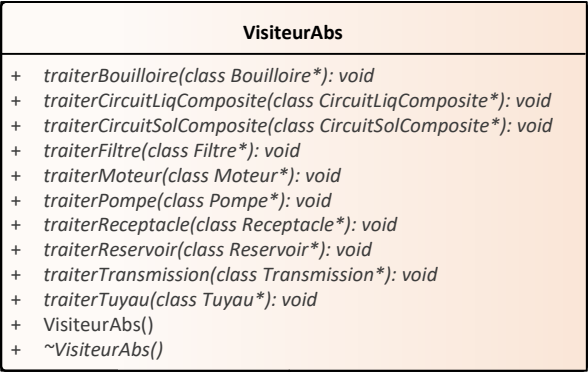 VisiteurAbs
+ traiterBouilloire(class Bouilloire*): void
+ traiterCircuitLiqComposite(class CircuitLiqComposite*): void
+ traiterCircuitSolComposite(class CircuitSolComposite*): void
+ traiterFiltre(class Filtre*): void
+ traiterMoteur(class Moteur*): void
+ traiterPompe(class Pompe*): void
+ traiterReceptacle(class Receptacle*): void
+ traiterReservoir(class Reservoir*): void
+ traiterTransmission(class Transmission*): void
+ traiterTuyau(class Tuyau*): void
+ VisiteurAbs()
+ ~VisiteurAbs()